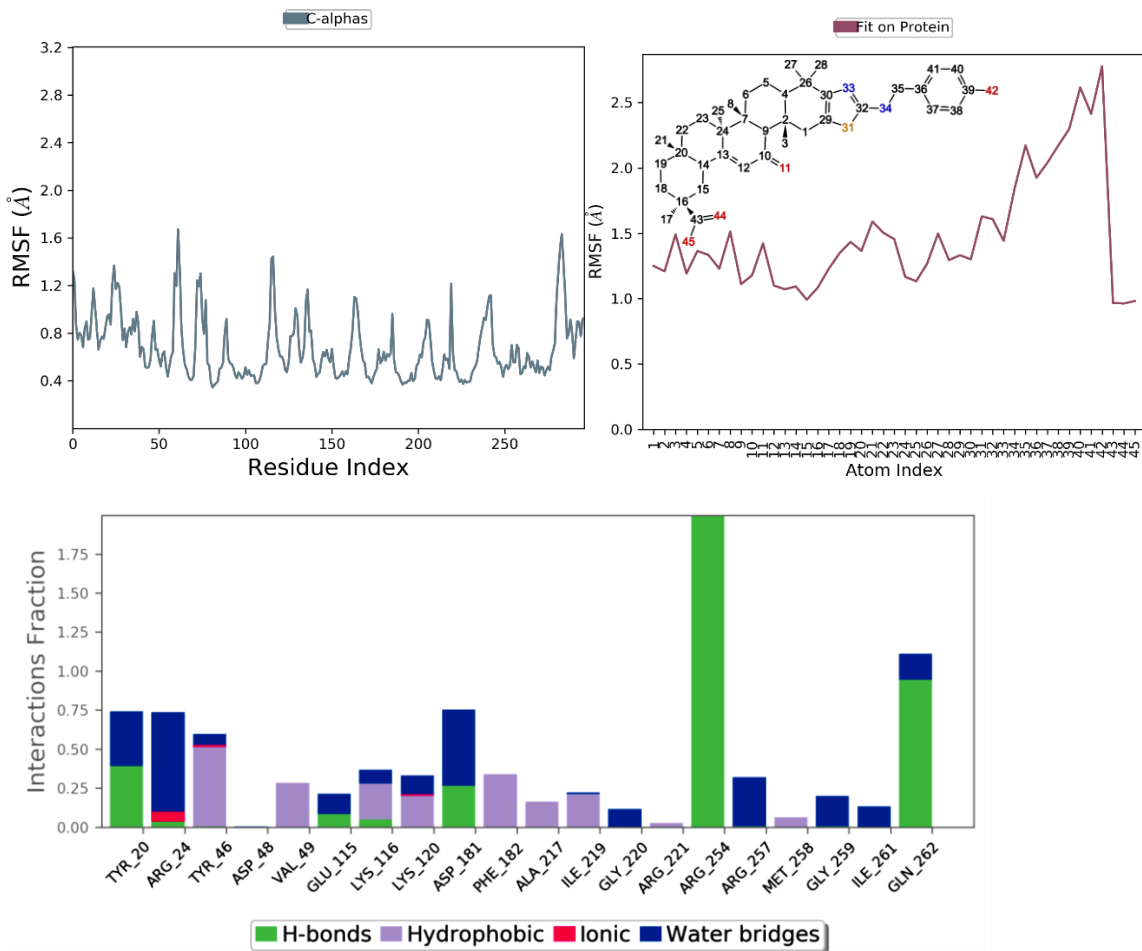 C-alphas
3.2
2.8
2.4
2.0
1.6
1.2
0.8
0.4
RMSF (Å)
0 50 100 150 200 250
Residue Index
Fit on Protein
2.5
2.0
1.5
1.0
0.5
0.0
RMSF (Å)
27 28 41 40
5 26 33 35 36 39 42
6 4 30 32 37 38
25 8 34
23 7 2 29 31
22 24 9 1
21 3
20 13 10
19 14 12 11
18 15
16
17 43 44
45
1 2 3 4 5 6 7 8 9 10 11 12 13 14 15 16 17 18 19 20 21 22 23 24 25 26 27 28 29 30 31 32 33 34 35 36 37 38 39 40 41 42 43 44 45
Atom Index
1.75
1.50
1.25
1.00
0.75
0.50
0.25
0.00
Interactions Fraction
TYR_20 ARG_24 TYR_46 ASP_48 VAL_49 GLU_115 LYS_116 LYS_120 ASP_181 PHE_182 ALA_217 ILE_219 GLY_220 ARG_221 ARG_254 ARG_257 MET_258 GLY_259 ILE_261 GLN_262
H-bonds Hydrophobic Ionic Water bridges